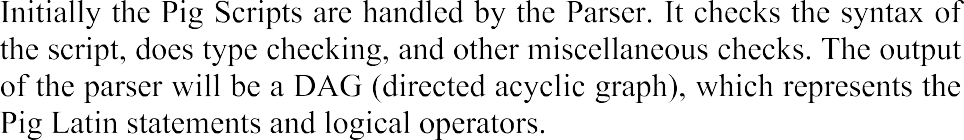 Initially the Pig Scripts are handled by the Parser. It checks the syntax of
the script, does type checking, and other miscellaneous checks. The output
of the parser will be a DAG (directed acyclic graph), which represents the
Pig Latin statements and logical operators.